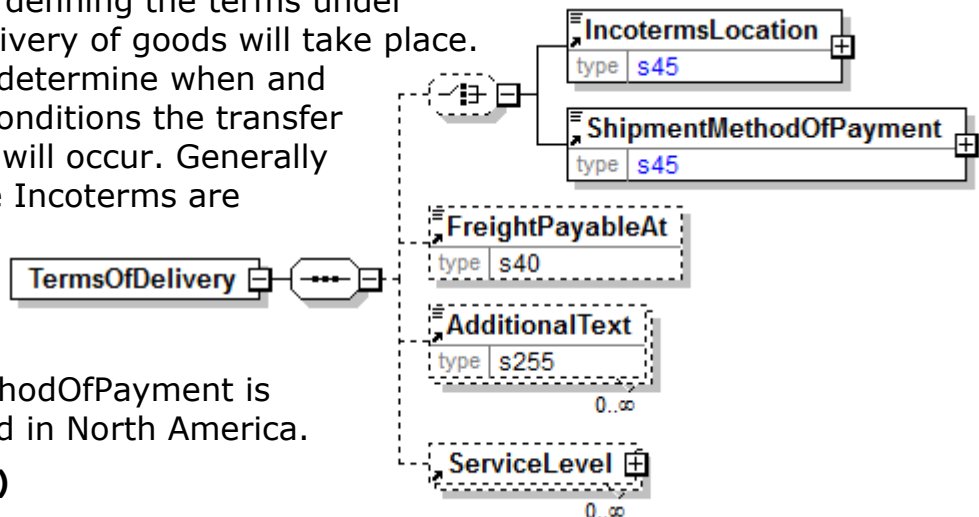 defining the terms under
livery of goods will take place.
determine when and
conditions the transfer
will occur. Generally
e Incoterms are
hodOfPayment is
d in North America.
)
TermsOfDelivery
IncotermsLocation
type s45
ShipmentMethodOfPayment
type s45
FreightPayableAt
type s40
AdditionalText
type s255
0..∞
ServiceLevel
0..∞